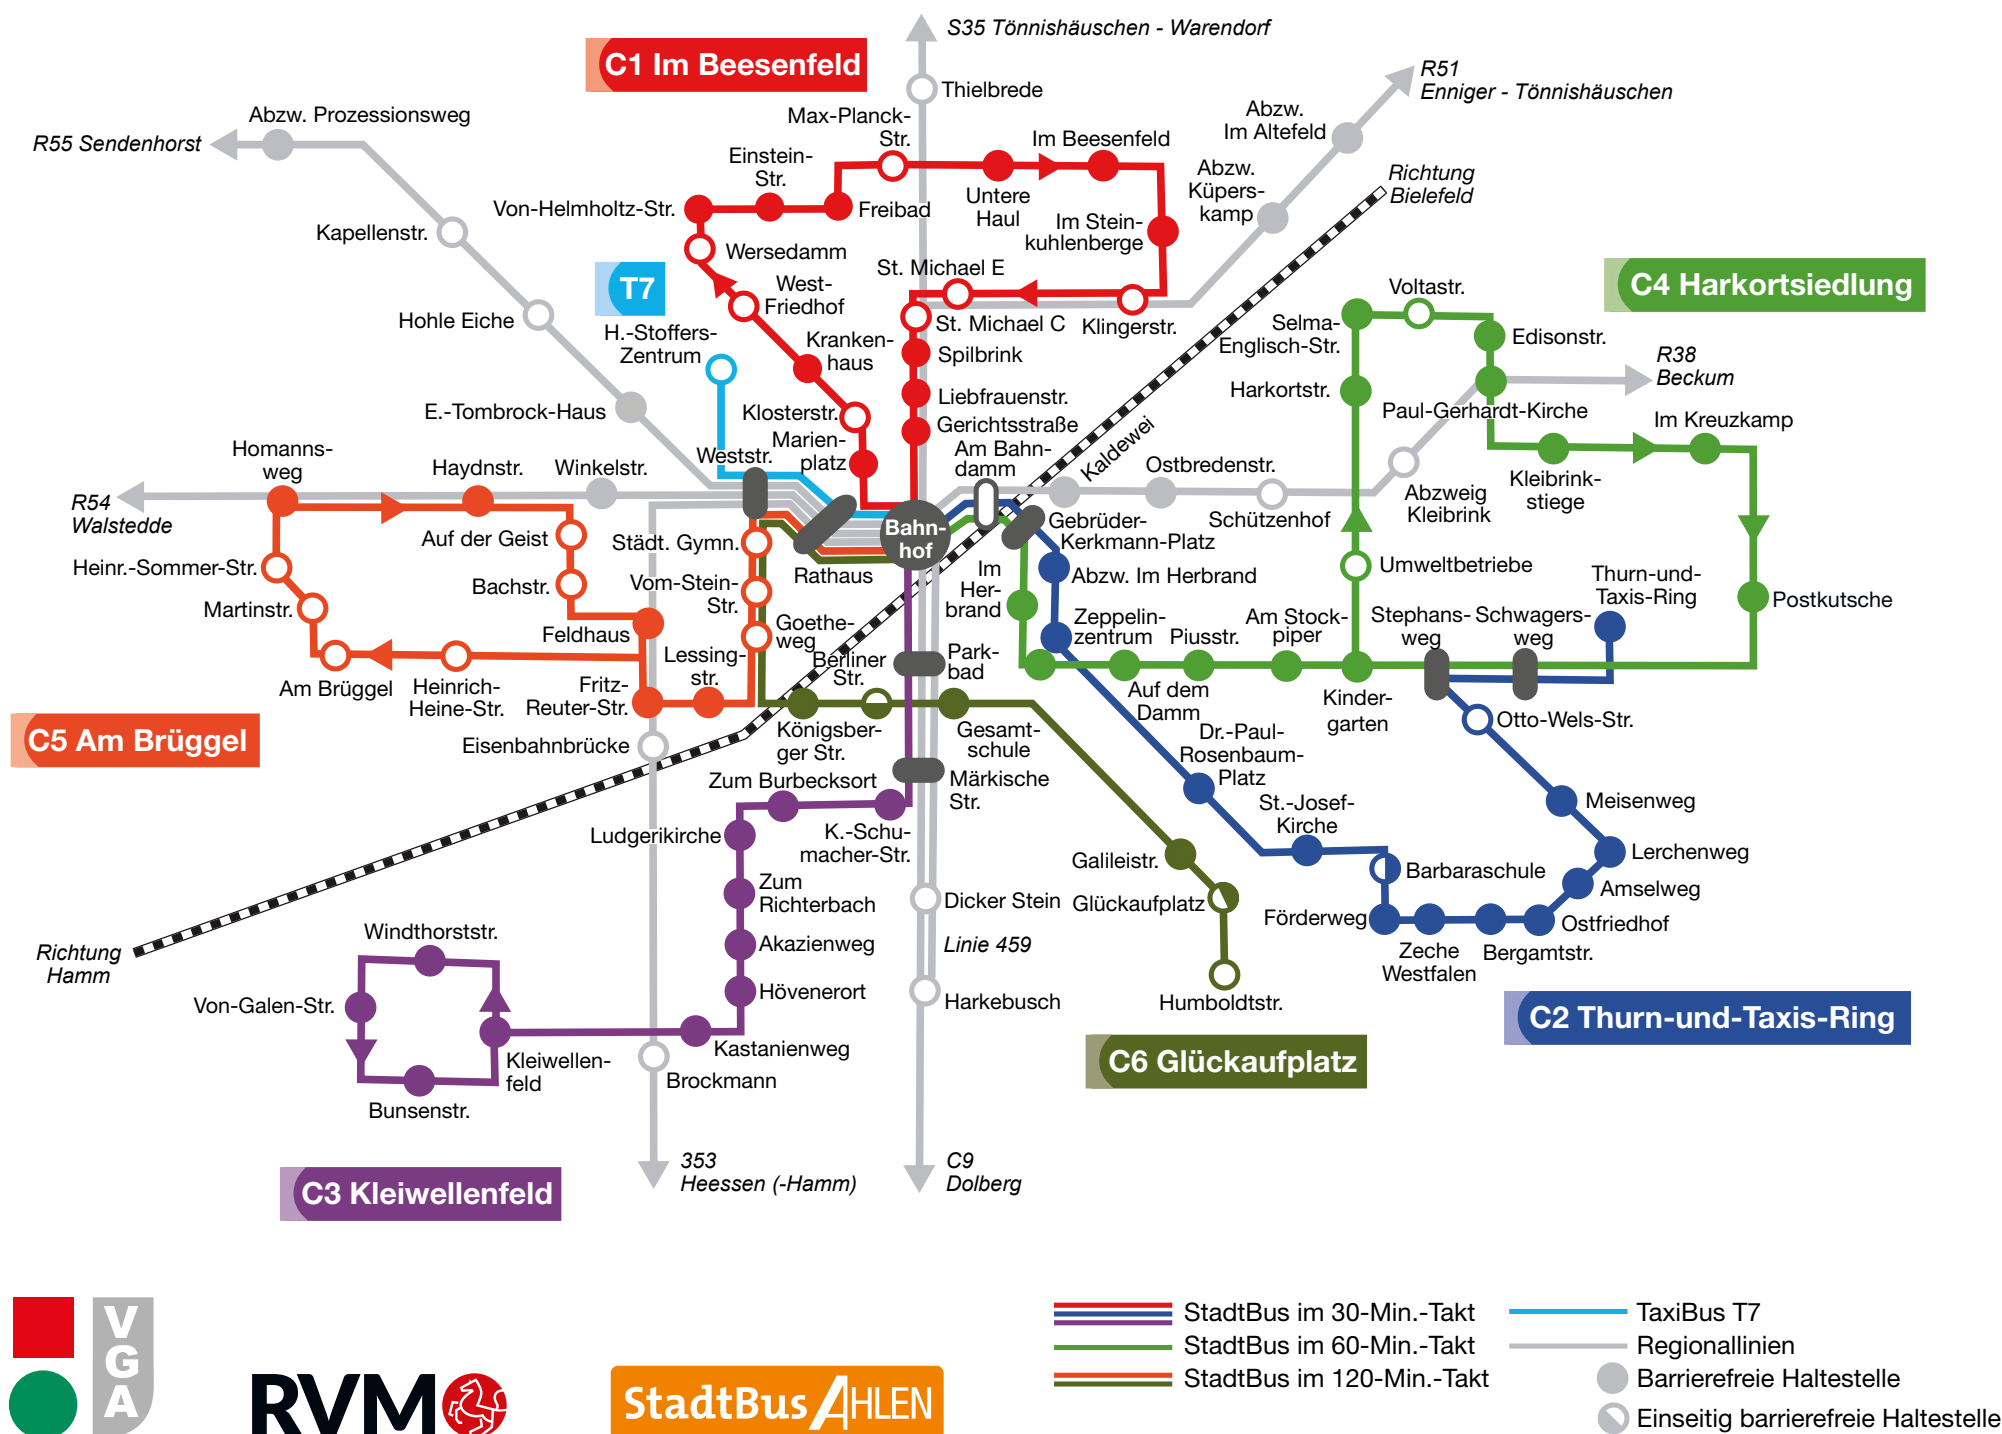 S35 Tönnishäuschen - Warendorf
C1 Im Beesenfeld
R51
Enniger - Tönnishäuschen
Thielbrede
Abzw. Prozessionsweg
R55 Sendenhorst
Max-Planck-
Str.
Im Beesenfeld
Abzw.
Im Altefeld
Einstein-
Str.
Untere
Haul
Abzw.
Küpers-
kamp
Richtung
Bielefeld
Von-Helmholtz-Str.
Freibad
Im Stein-
kuhlenberge
Kapellenstr.
Wersedamm
St. Michael E
T7
West-
Friedhof
C4 Harkortsiedlung
Voltastr.
Hohle Eiche
H.-Stoffers-
Zentrum
St. Michael C
Klingerstr.
Selma-
Englisch-Str.
Edisonstr.
Kranken-
haus
Spilbrink
R38
Beckum
E.-Tombrock-Haus
Liebfrauenstr.
Harkortstr.
Klosterstr.
Gerichtsstraße
Paul-Gerhardt-Kirche
Im Kreuzkamp
Marien-
platz
Am Bahn-
damm
Kaldewei
Homanns-
weg
Haydnstr.
Winkelstr.
Weststr.
Ostbredenstr.
Kleibrink-
stiege
Abzweig
Kleibrink
R54
Walstedde
Schützenhof
Bahn-
hof
Gebrüder-
Kerkmann-Platz
Auf der Geist
Städt. Gymn.
Rathaus
Heinr.-Sommer-Str.
Bachstr.
Vom-Stein-
Str.
Im
Her-
brand
Abzw. Im Herbrand
Umweltbetriebe
Thurn-und-
Taxis-Ring
Martinstr.
Feldhaus
Goethe-
weg
Zeppelin-
zentrum
Piusstr.
Am Stock-
piper
Stephans-
weg
Schwagers-
weg
Postkutsche
Lessing-
str.
Berliner
Str.
Park-
bad
Am Brüggel
Heinrich-
Heine-Str.
Fritz-
Reuter-Str.
Auf dem
Damm
Kinder-
garten
Otto-Wels-Str.
C5 Am Brüggel
Eisenbahnbrücke
Königsber-
ger Str.
Gesamt-
schule
Dr.-Paul-
Rosenbaum-
Platz
Zum Burbecksort
Märkische
Str.
Meisenweg
St.-Josef-
Kirche
Ludgerikirche
K.-Schu-
macher-Str.
Galileistr.
Lerchenweg
Barbaraschule
Zum
Richterbach
Dicker Stein
Glückaufplatz
Amselweg
Förderweg
Ostfriedhof
Richtung
Hamm
Windthorststr.
Akazienweg
Linie 459
Zeche
Westfalen
Bergamtstr.
Von-Galen-Str.
Hövenerort
Harkebusch
Humboldtstr.
C2 Thurn-und-Taxis-Ring
Kleiwellen-
feld
Kastanienweg
C6 Glückaufplatz
Brockmann
Bunsenstr.
C3 Kleiwellenfeld
353
Heessen (-Hamm)
C9
Dolberg
VGA
RVM
StadtBus AHLEN
StadtBus im 30-Min.-Takt
StadtBus im 60-Min.-Takt
StadtBus im 120-Min.-Takt
TaxiBus T7
Regionallinien
Barrierefreie Haltestelle
Einseitig barrierefreie Haltestelle